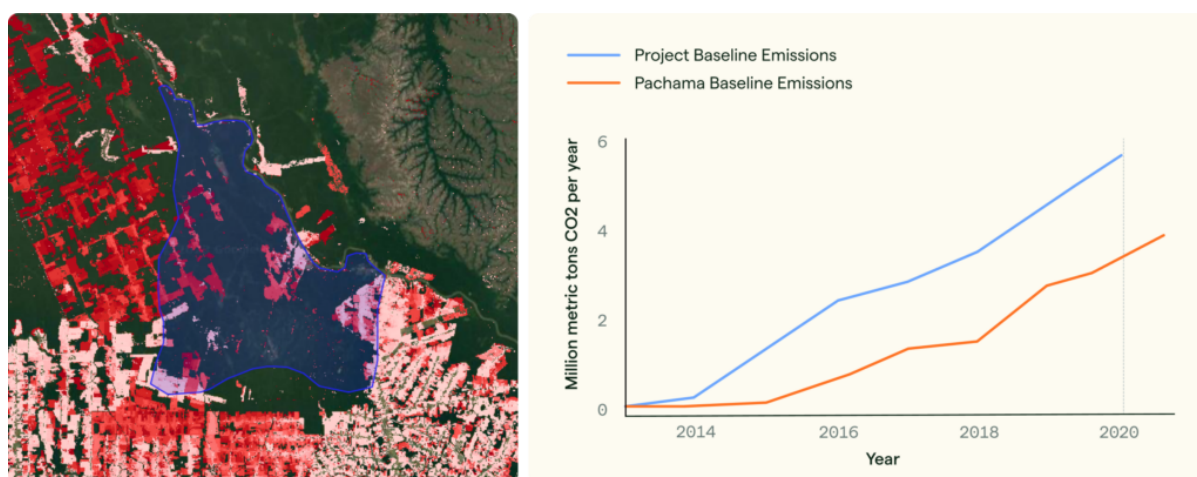 Project Baseline Emissions
Pachama Baseline Emissions
Million metric tons CO2 per year
6
4
2
0
2014 2016 2018 2020
Year